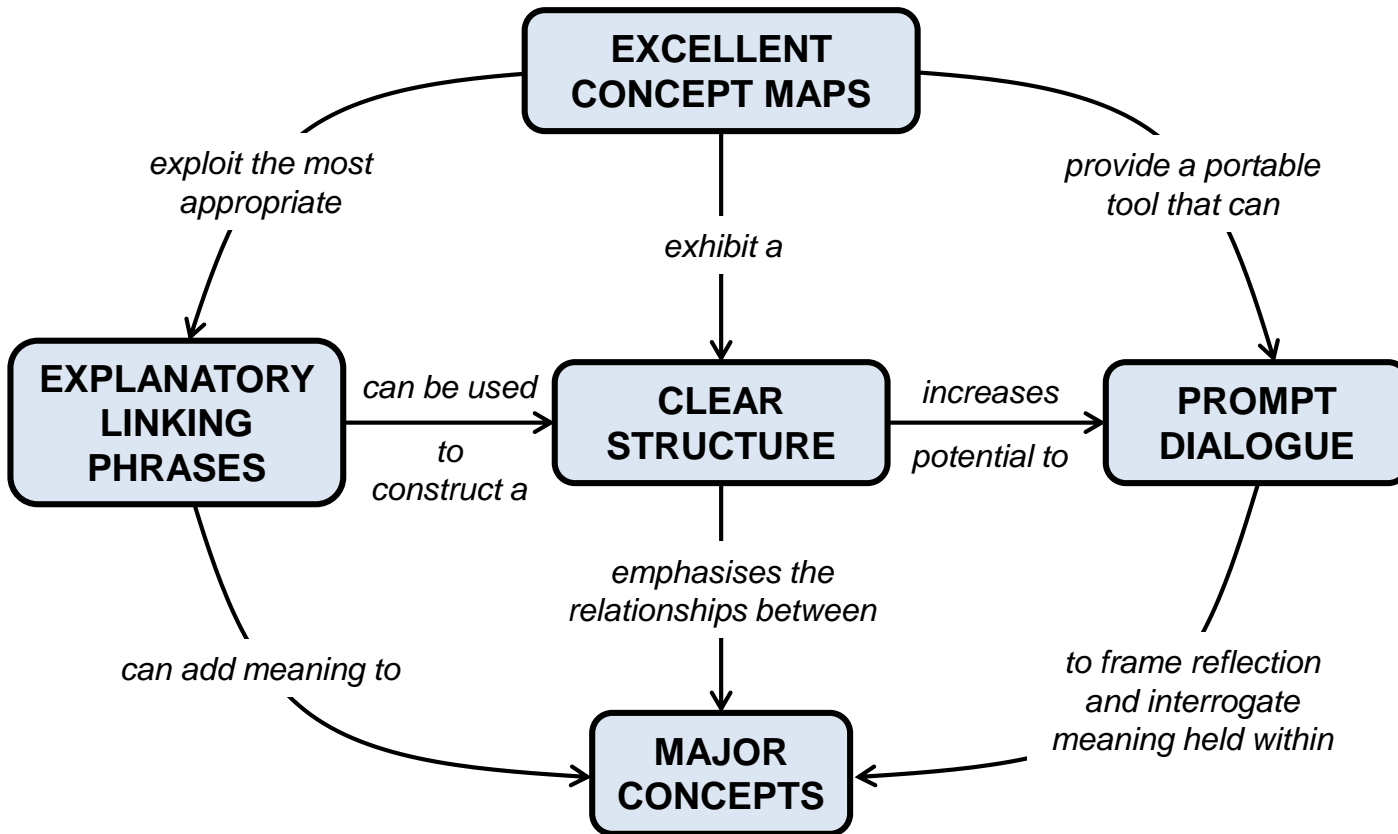 EXCELLENT
CONCEPT MAPS
exploit the most
appropriate
exhibit a
provide a portable
tool that can
EXPLANATORY
LINKING
PHRASES
can be used
to
construct a
CLEAR
STRUCTURE
increases
potential to
PROMPT
DIALOGUE
can add meaning to
emphasises the
relationships between
to frame reflection
and interrogate
meaning held within
MAJOR
CONCEPTS